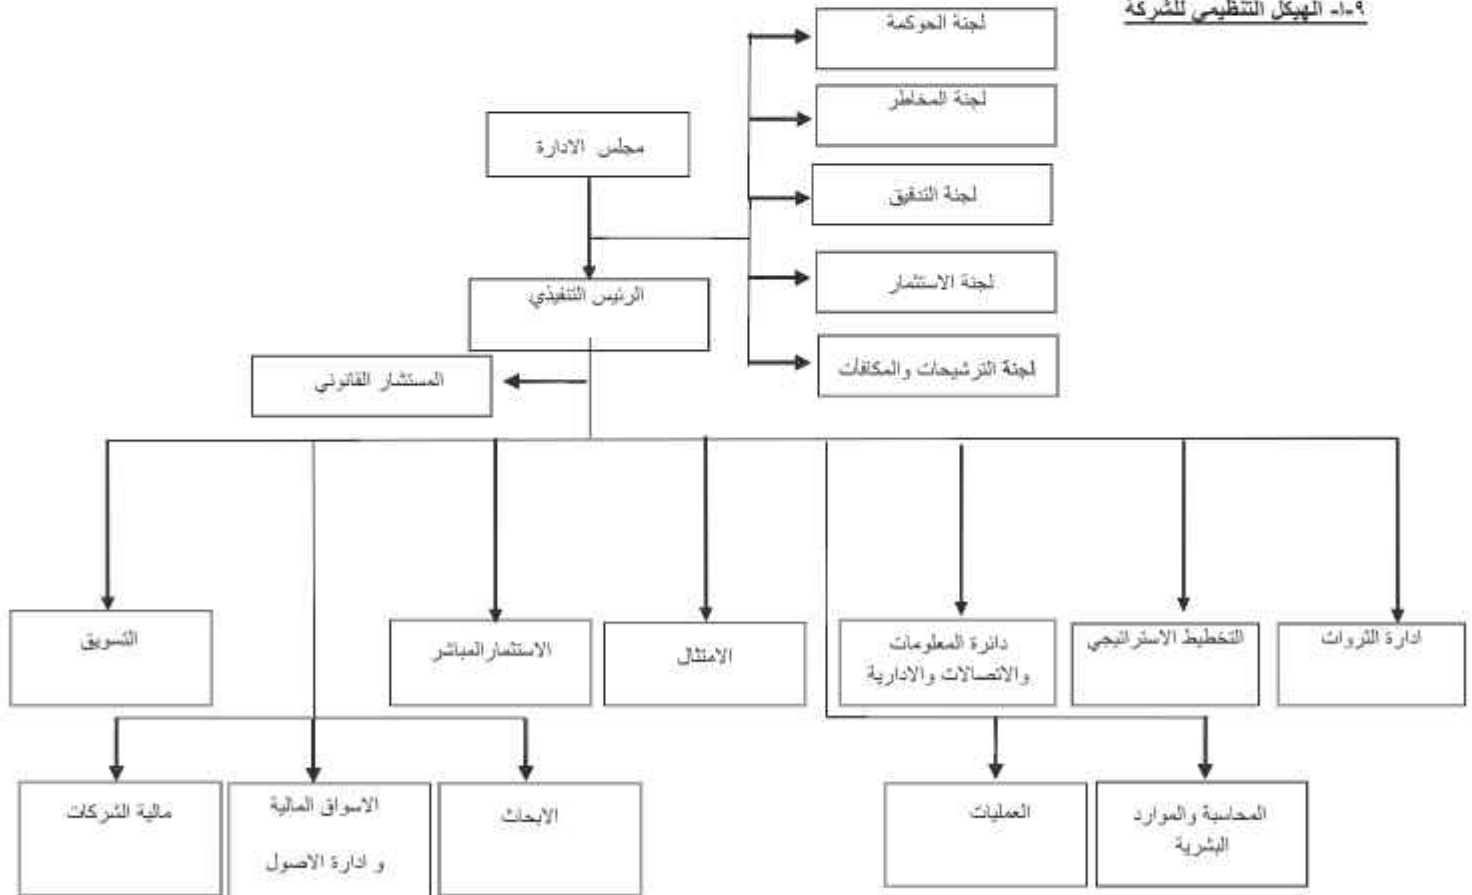 ٩-١- الهيكل التنظيمي للشركة
لجنة الحوكمة
لجنة المخاطر
مجلس الادارة
لجنة التدقيق
لجنة الاستثمار
الرئيس التنفيذي
لجنة الترشيحات والمكافات
المستشار القانوني
ادارة الثروات
التخطيط الاستراتيجي
دائرة المعلومات
والاتصالات والادارية
الامتثال
الاستثمار المباشر
التسويق
المحاسبة والموارد
البشرية
العمليات
الابحاث
الاسواق المالية
و ادارة الاصول
مالية الشركات